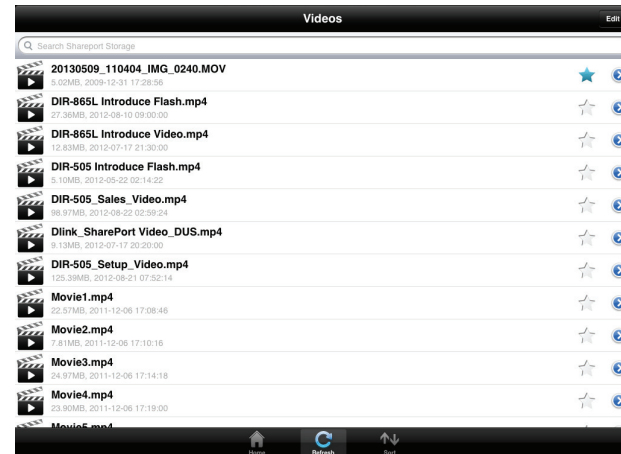 Videos
Edit
Search Shareport Storage
20130509_110404_IMG_0240.MOV
5.02MB, 2009-12-31 17:28:56
DIR-865L Introduce Flash.mp4
27.36MB, 2012-08-10 09:00:00
DIR-865L Introduce Video.mp4
12.83MB, 2012-07-17 21:30:00
DIR-505 Introduce Flash.mp4
5.10MB, 2012-05-22 02:14:22
DIR-505_Sales_Video.mp4
98.97MB, 2012-08-22 02:59:24
Dlink_SharePort Video_DUS.mp4
9.13MB, 2012-07-17 20:20:00
DIR-505_Setup_Video.mp4
125.39MB, 2012-08-21 07:52:14
Movie1.mp4
22.57MB, 2011-12-06 17:08:46
Movie2.mp4
7.81MB, 2011-12-06 17:10:16
Movie3.mp4
24.97MB, 2011-12-06 17:14:18
Movie4.mp4
23.90MB, 2011-12-06 17:19:00
Movie5.mp4
Home
Refresh
Sort